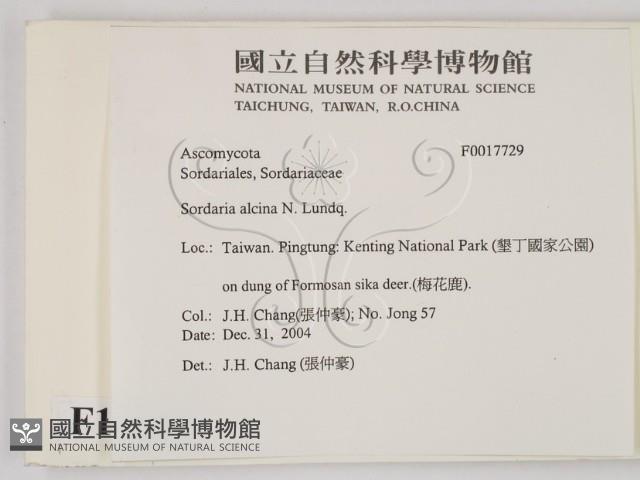 國立自然科學博物館
NATIONAL MUSEUM OF NATURAL SCIENCE
TAICHUNG, TAIWAN, R.O.CHINA
Ascomycota F0017729
Sordariales, Sordariaceae
Sordaria alcina N. Lundq.
Loc.: Taiwan. Pingtung: Kenting National Park (墾丁國家公園)
on dung of Formosan sika deer.(梅花鹿).
Col.: J.H. Chang(張仲豪); No. Jong 57
Date: Dec. 31, 2004
Det.: J.H. Chang (張仲豪)
F1
國立自然科學博物館
NATIONAL MUSEUM OF NATURAL SCIENCE